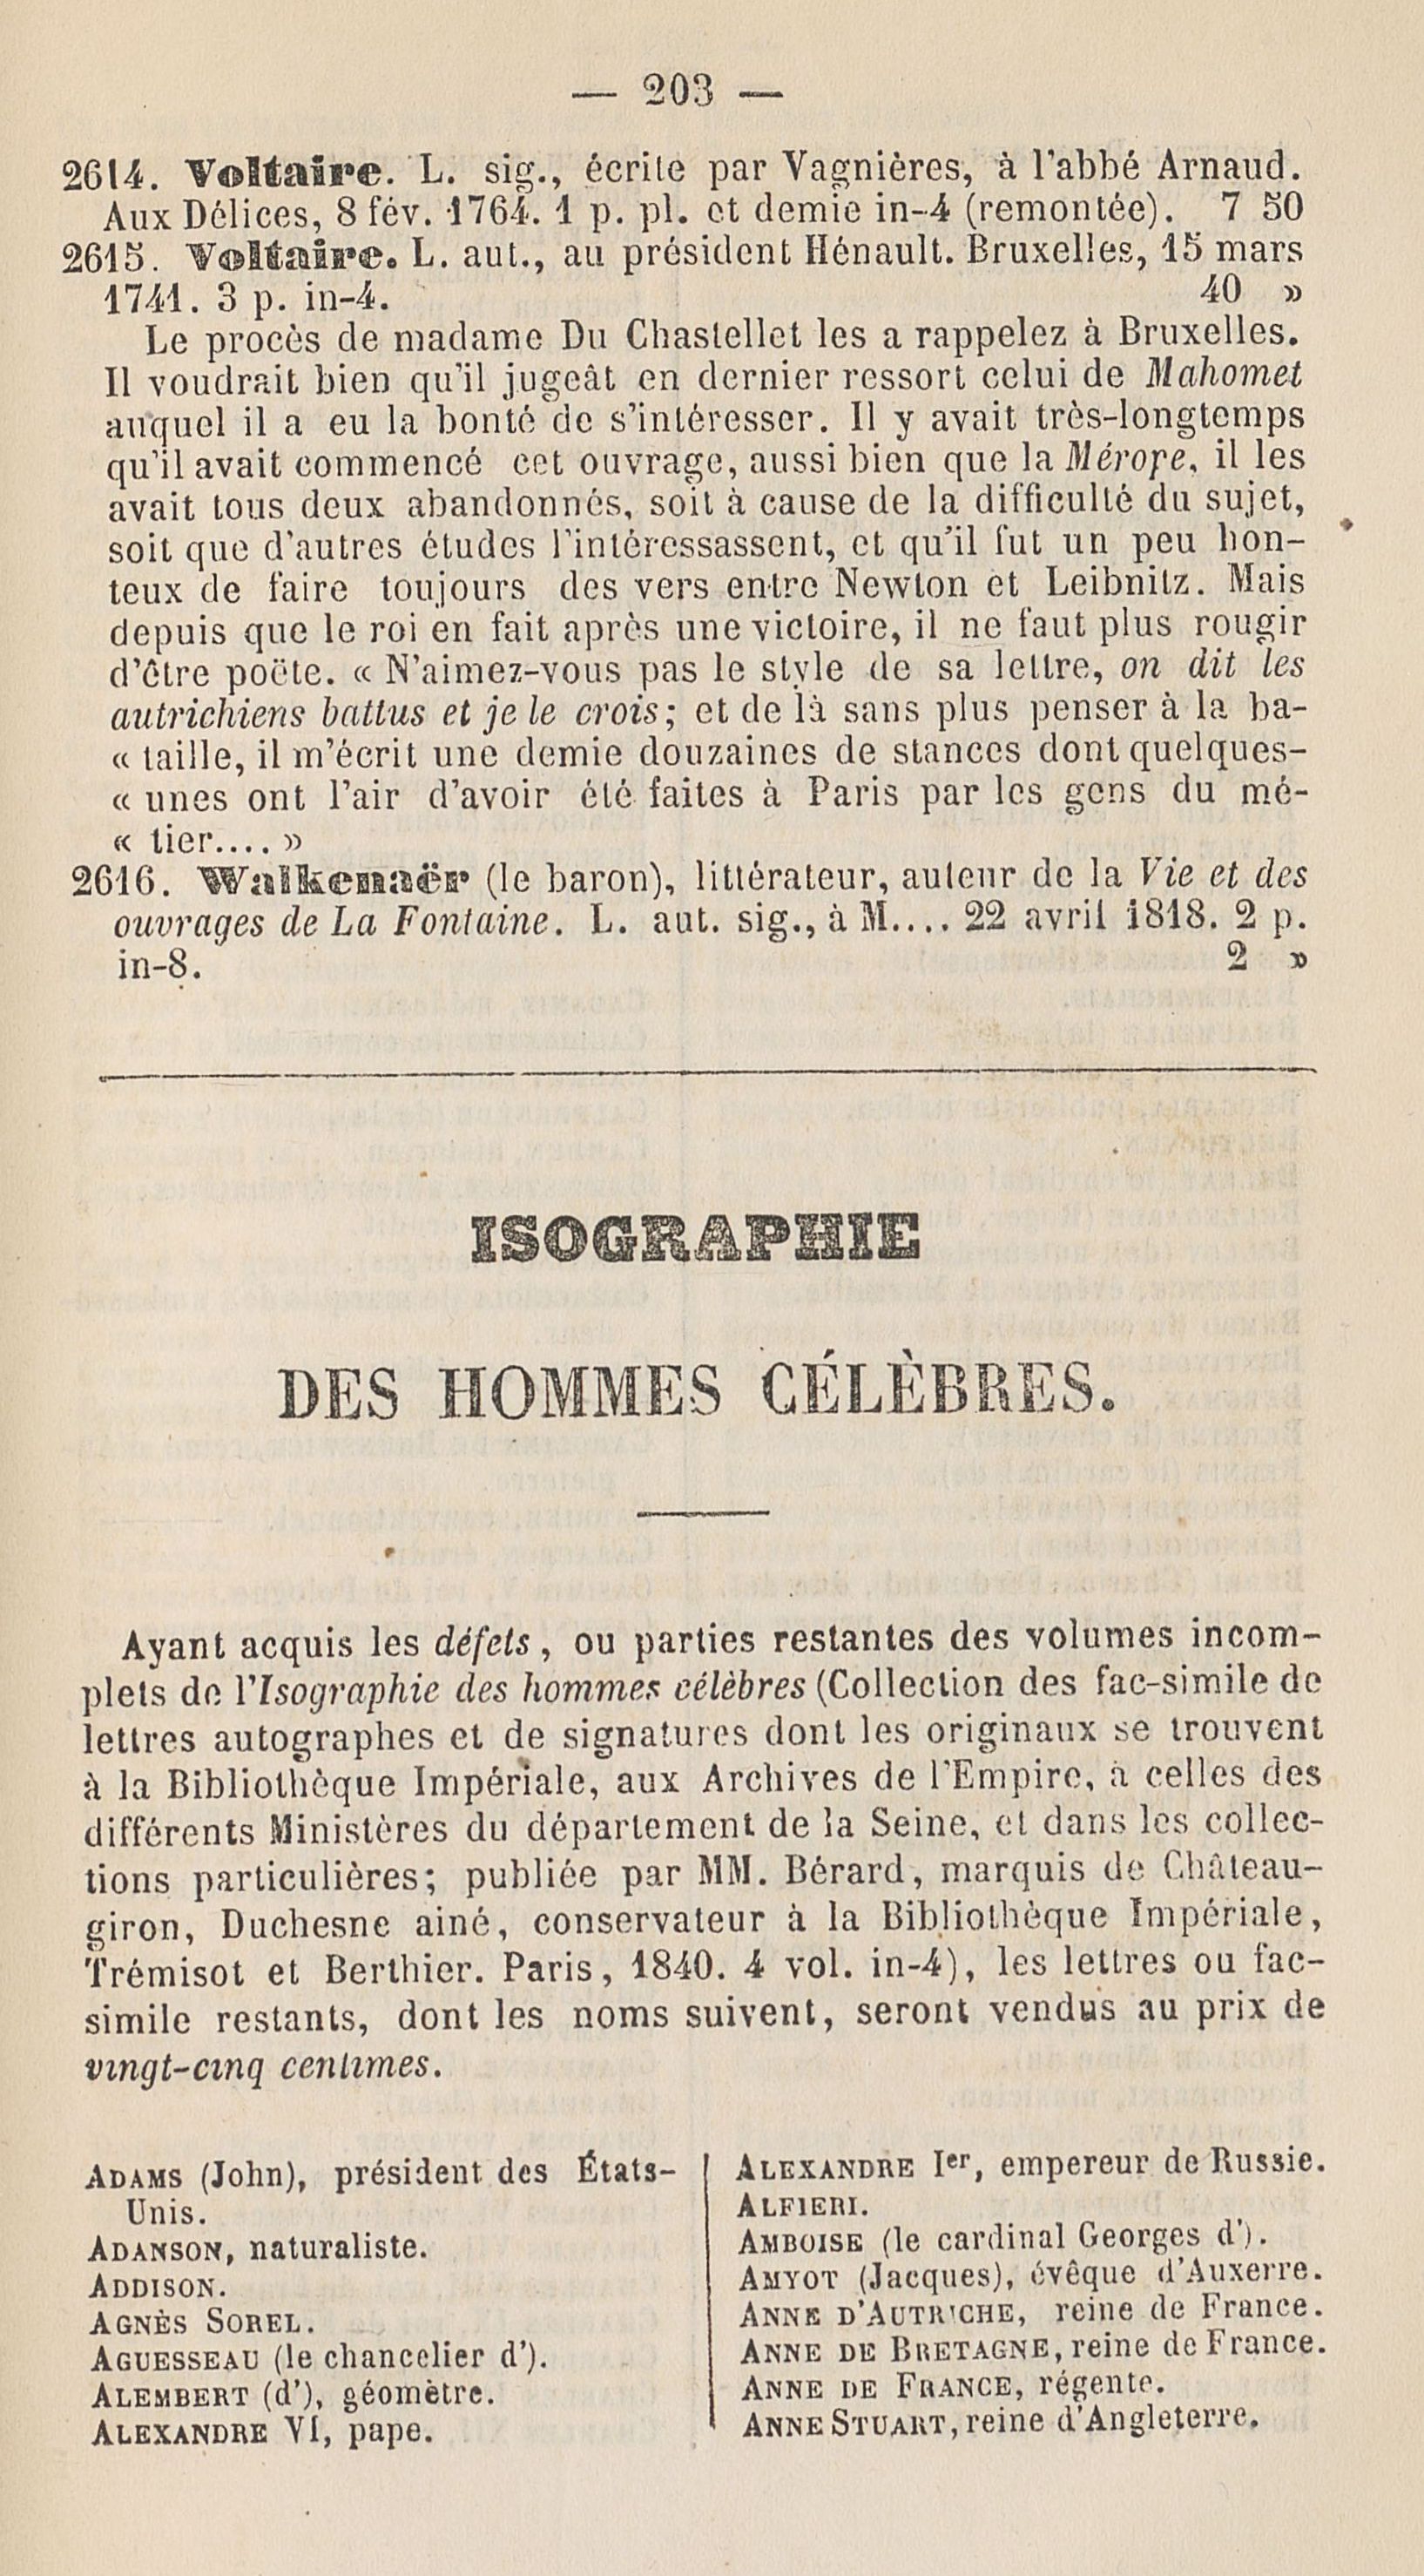 — 203 —
2614. Voltaire. L. sig., écrite par Vagnières, à l'abbé Arnaud.
Aux Délices, 8 fév. 1764. 1 p. pl. et demie in-4 (remontée). 7 50
2615. Voltaire. L. aut., au président Hénault. Bruxelles, 15 mars
1741. 3 p. in-4. 40 »
Le procès de madame Du Chastellet les a rappelez à Bruxelles.
Il voudrait bien qu'il jugeât en dernier ressort celui de Mahomet
auquel il a eu la bonté de s'intéresser. Il y avait très-longtemps
qu'il avait commencé cet ouvrage, aussi bien que la Mérope, il les
avait tous deux abandonnés, soit à cause de la difficulté du sujet,
soit que d'autres études l'intéressassent, et qu'il fut un peu hon-
teux de faire toujours des vers entre Newton et Leibnitz. Mais
depuis que le roi en fait après une victoire, il ne faut plus rougir
d'être poëte. « N'aimez-vous pas le style de sa lettre, on dit les
autrichiens battus et je le crois; et de là sans plus penser à la ba-
« taille, il m'écrit une demie douzaines de stances dont quelques-
« unes ont l'air d'avoir été faites à Paris par les gens du mé-
« tier.... »
2616. Walkenaër (le baron), littérateur, auteur de la Vie et des
ouvrages de La Fontaine. L. aut. sig., à M.... 22 avril 1818. 2 p.
in-8. 2 »
ISOGRAPHIE
DES HOMMES CÉLÈBRES.
Ayant acquis les défets, ou parties restantes des volumes incom-
plets de l'Isographie des hommes célèbres (Collection des fac-simile de
lettres autographes et de signatures dont les originaux se trouvent
à la Bibliothèque Impériale, aux Archives de l'Empire, à celles des
différents Ministères du département de la Seine, et dans les collec-
tions particulières; publiée par MM. Bérard, marquis de Château-
giron, Duchesne ainé, conservateur à la Bibliothèque Impériale,
Trémisot et Berthier. Paris, 1840. 4 vol. in-4), les lettres ou fac-
simile restants, dont les noms suivent, seront vendus au prix de
vingt-cinq centimes.
ADAMS (John), président des États-
Unis.
ADANSON, naturaliste.
ADDISON.
AGNÈS SOREL.
AGUESSEAU (le chancelier d').
ALEMBERT (d'), géomètre.
ALEXANDRE VI, pape.
ALEXANDRE Ier, empereur de Russie.
ALFIERI.
AMBOISE (le cardinal Georges d').
AMYOT (Jacques), évêque d'Auxerre.
ANNE D'AUTRICHE, reine de France.
ANNE DE BRETAGNE, reine de France.
ANNE DE FRANCE, régente.
ANNE STUART, reine d'Angleterre.